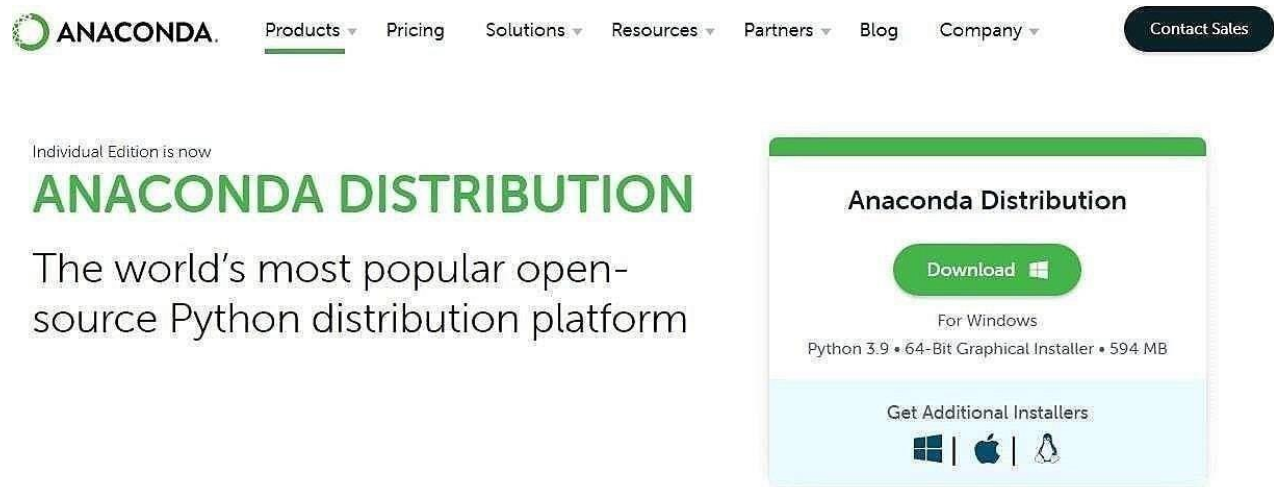 ANACONDA.
Products Pricing Solutions Resources Partners Blog Company Contact Sales
Individual Edition is now
ANACONDA DISTRIBUTION
The world's most popular open-
source Python distribution platform
Anaconda Distribution
Download
For Windows
Python 3.9 • 64-Bit Graphical Installer • 594 MB
Get Additional Installers